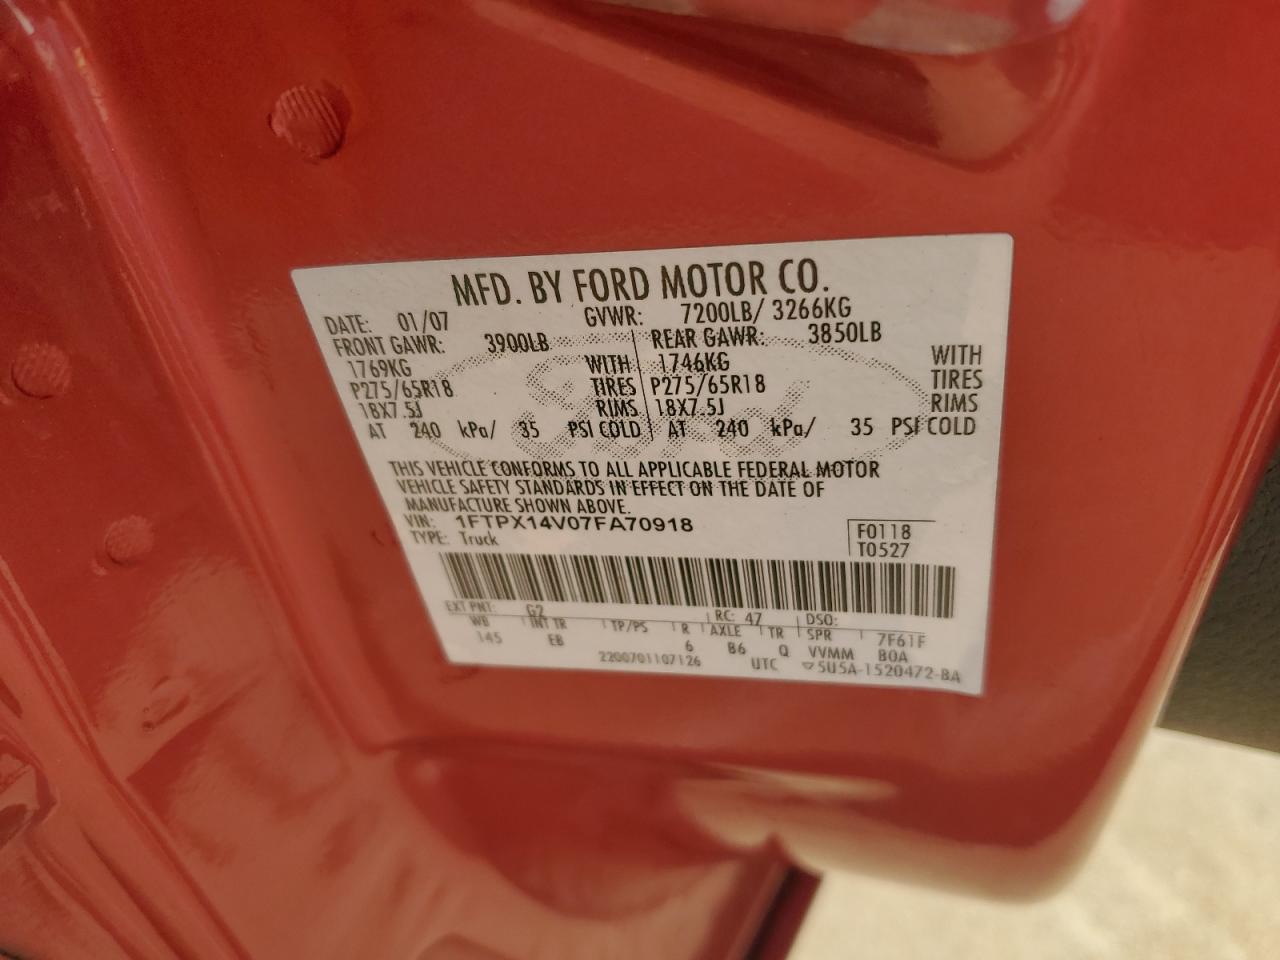 MFD. BY FORD MOTOR CO.
DATE: 01/07 GVWR: 7200LB/ 3266KG
FRONT GAWR: 3900LB REAR GAWR: 3850LB
1769KG WITH 1746KG WITH
P275/65R18 TIRES P275/65R18 TIRES
18X7.5J RIMS 18X7.5J RIMS
AT 240 kPa/ 35 PSI COLD AT 240 kPa/ 35 PSI COLD
THIS VEHICLE CONFORMS TO ALL APPLICABLE FEDERAL MOTOR
VEHICLE SAFETY STANDARDS IN EFFECT ON THE DATE OF
MANUFACTURE SHOWN ABOVE.
VIN: 1FTPX14V07FA70918 F0118
TYPE: Truck T0527
EXT PNT: G2 RC: 47 DSO:
WB INT TR TP/PS R AXLE TR SPR 7F61F
145 EB 6 B6 Q VVMM BOA
2200701107126 UTC ▽5U5A-1520472-BA